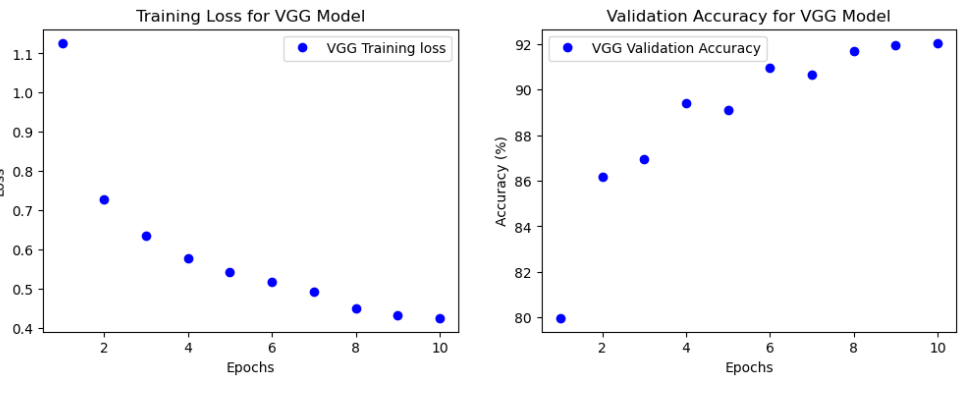 Training Loss for VGG Model
VGG Training loss
1.1
1.0
0.9
0.8
0.7
0.6
0.5
0.4
Loss
2 4 6 8 10
Epochs
Validation Accuracy for VGG Model
VGG Validation Accuracy
92
90
88
86
84
82
80
Accuracy (%)
2 4 6 8 10
Epochs